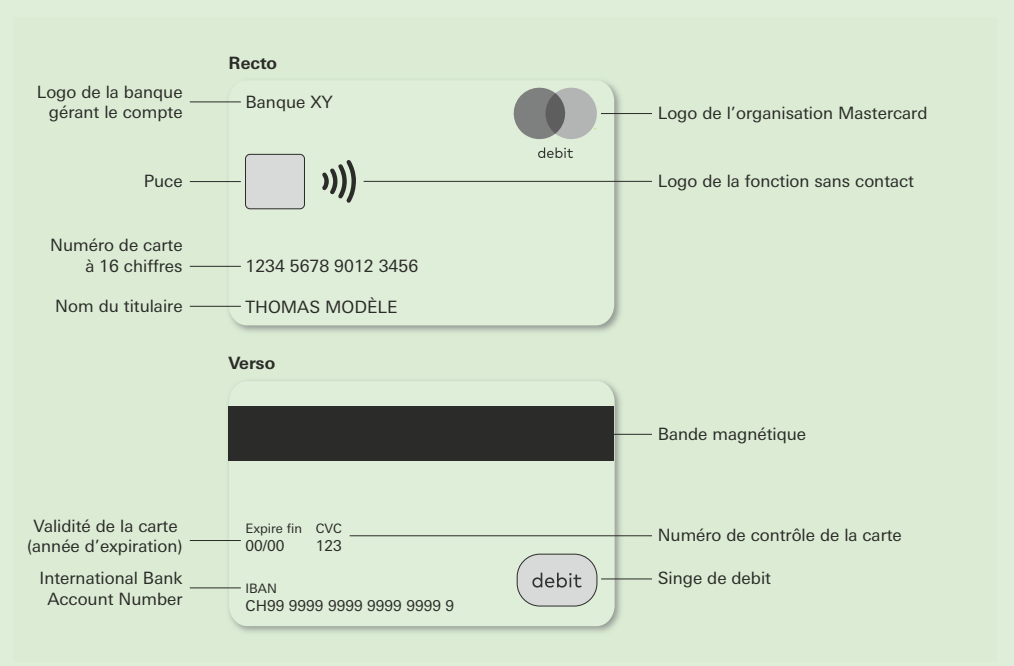 Recto
Logo de la banque
gérant le compte
Banque XY
debit
Logo de l'organisation Mastercard
Puce
Logo de la fonction sans contact
Numéro de carte
à 16 chiffres
1234 5678 9012 3456
Nom du titulaire
THOMAS MODÈLE
Verso
Bande magnétique
Validité de la carte
(année d'expiration)
Expire fin CVC
00/00 123
Numéro de contrôle de la carte
International Bank
Account Number
IBAN
CH99 9999 9999 9999 9999 9
debit
Singe de debit